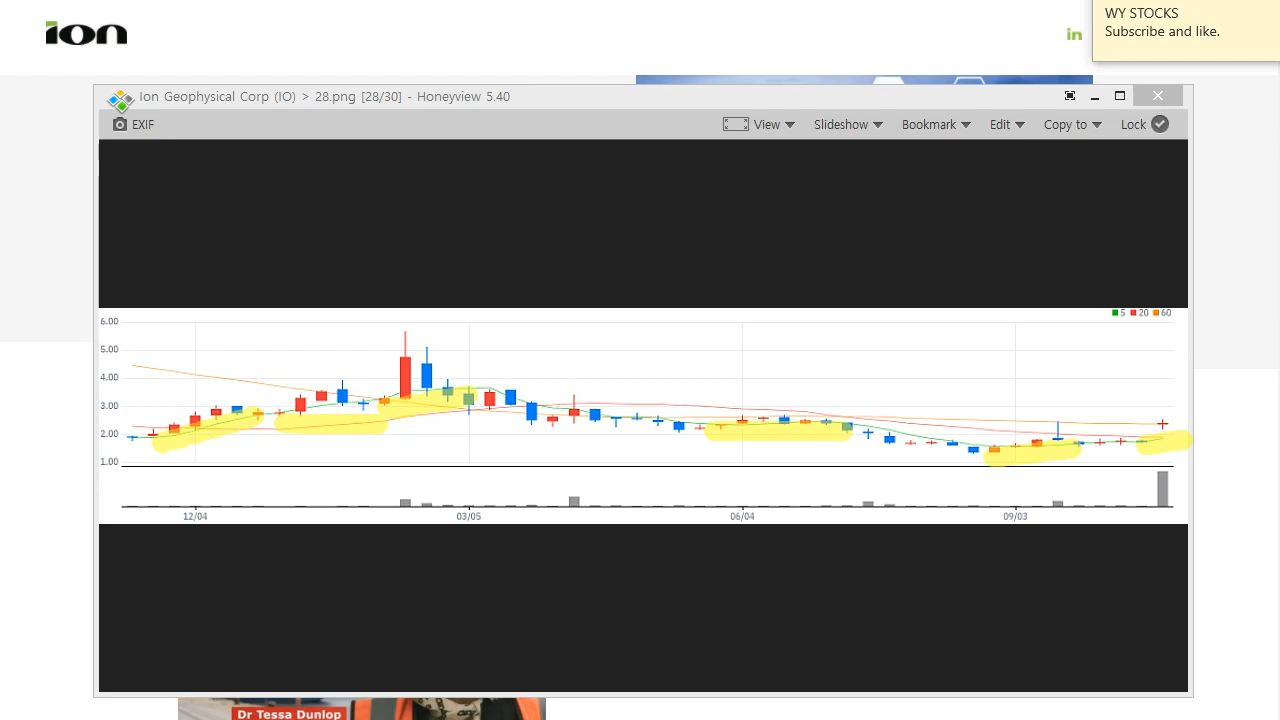 ion
in
WY STOCKS
Subscribe and like.
Ion Geophysical Corp (IO) > 28.png [28/30] - Honeyview 5.40
EXIF
View
Slideshow
Bookmark
Edit
Copy to
Lock
5 20 60
6.00
5.00
4.00
3.00
2.00
1.00
12/04 03/05 06/04 09/03
Dr Tessa Dunlop